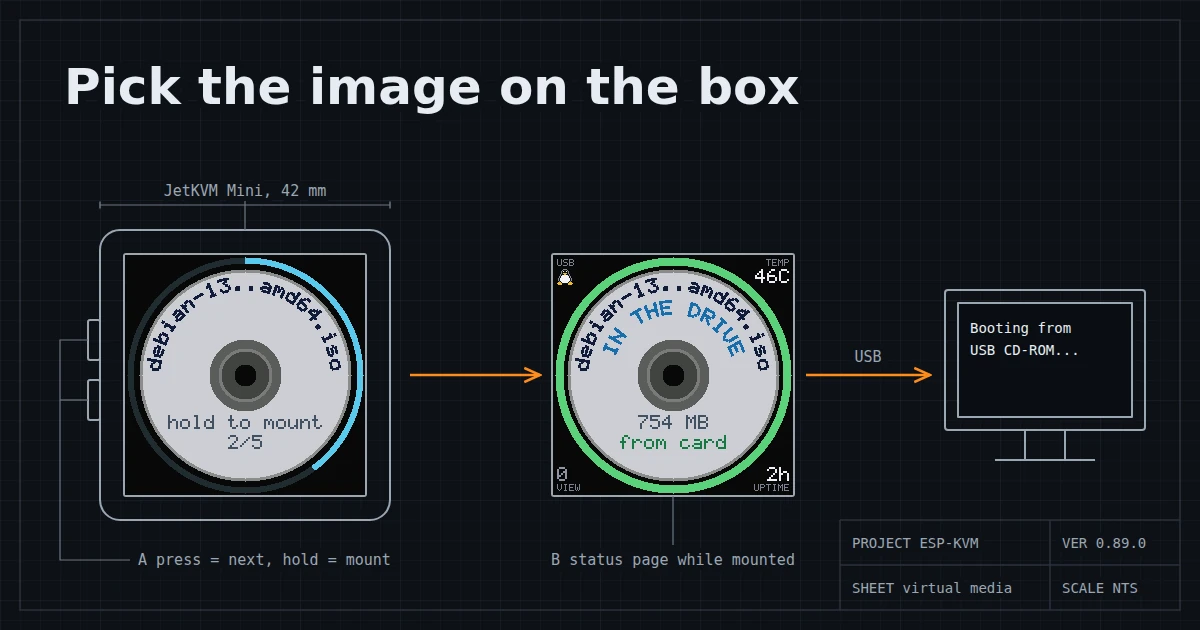 Pick the image on the box
JetKVM Mini, 42 mm
debian-13..amd64.iso
hold to mount
2/5
A press = next, hold = mount
USB
TEMP
46C
debian-13..amd64.iso
IN THE DRIVE
754 MB
from card
0
VIEW
2h
UPTIME
B status page while mounted
USB
Booting from
USB CD-ROM...
PROJECT ESP-KVM
VER 0.89.0
SHEET virtual media
SCALE NTS